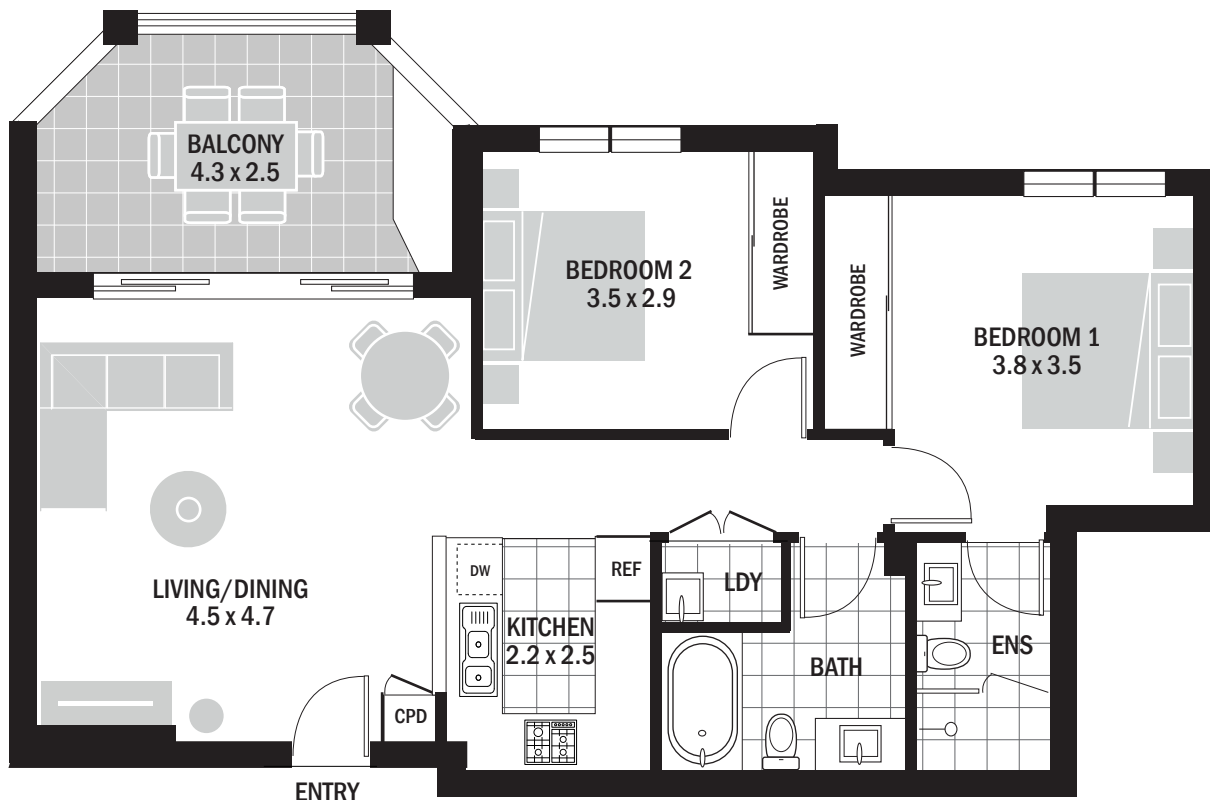 BALCONY
4.3 x 2.5
BEDROOM 2
3.5 x 2.9
WARDROBE
WARDROBE
BEDROOM 1
3.8 x 3.5
LIVING/DINING
4.5 x 4.7
DW
REF
KITCHEN
2.2 x 2.5
LDY
BATH
ENS
CPD
ENTRY